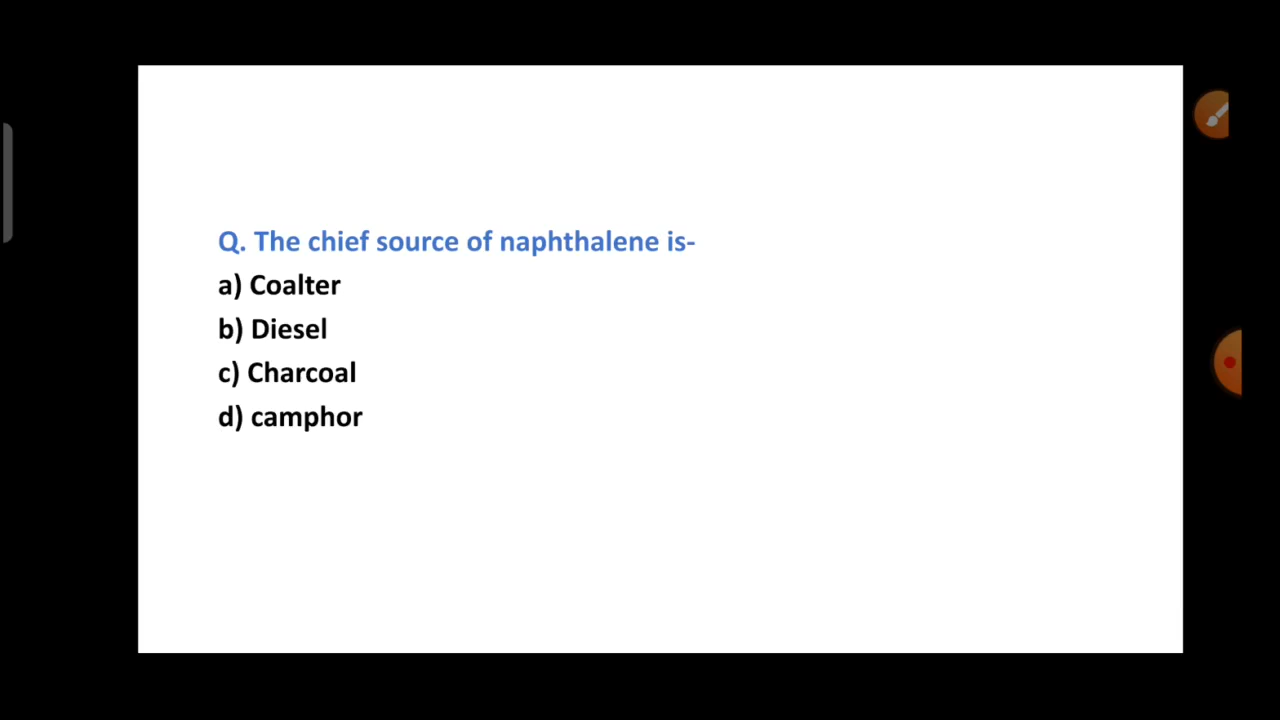 Q. The chief source of naphthalene is-
a) Coalter
b) Diesel
c) Charcoal
d) camphor